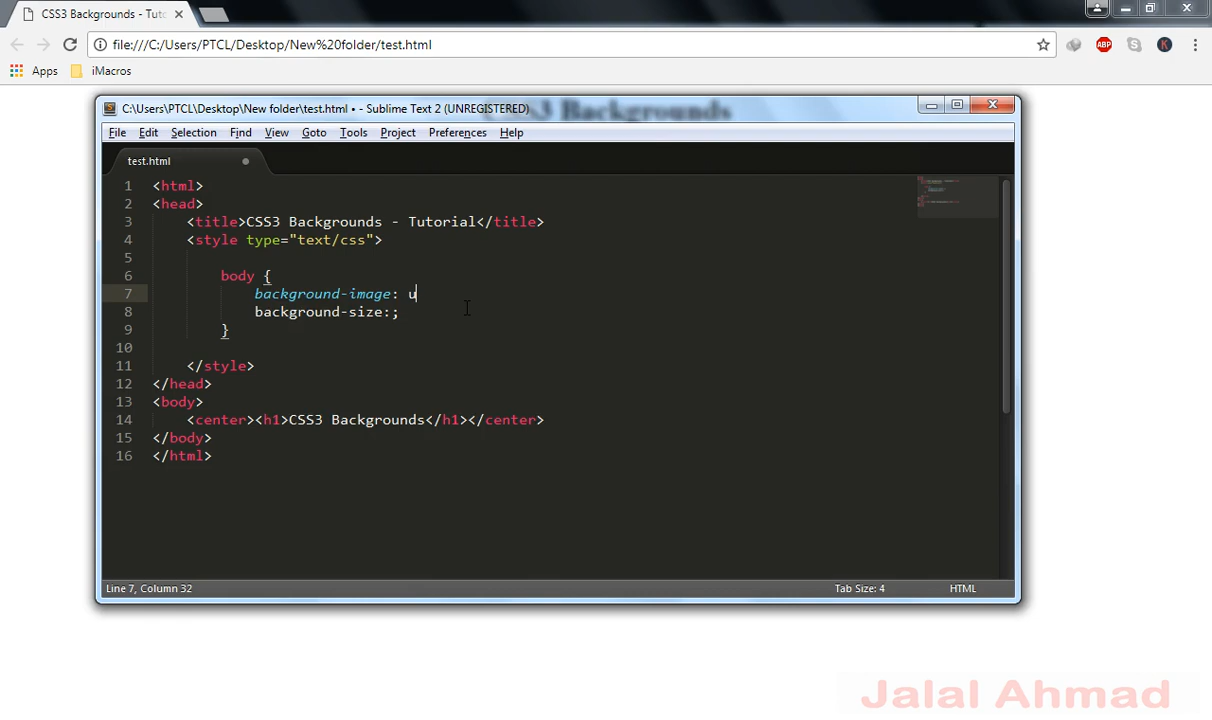 CSS3 Backgrounds - Tuto
file:///C:/Users/PTCL/Desktop/New%20folder/test.html
ABP
K
Apps
iMacros
CSS3 Backgrounds
C:\Users\PTCL\Desktop\New folder\test.html • - Sublime Text 2 (UNREGISTERED)
File Edit Selection Find View Goto Tools Project Preferences Help
test.html
1 <html>
2 <head>
3 <title>CSS3 Backgrounds - Tutorial</title>
4 <style type="text/css">
5
6 body {
7 background-image: u
8 background-size:;
9 }
10
11 </style>
12 </head>
13 <body>
14 <center><h1>CSS3 Backgrounds</h1></center>
15 </body>
16 </html>
Line 7, Column 32
Tab Size: 4
HTML
Jalal Ahmad